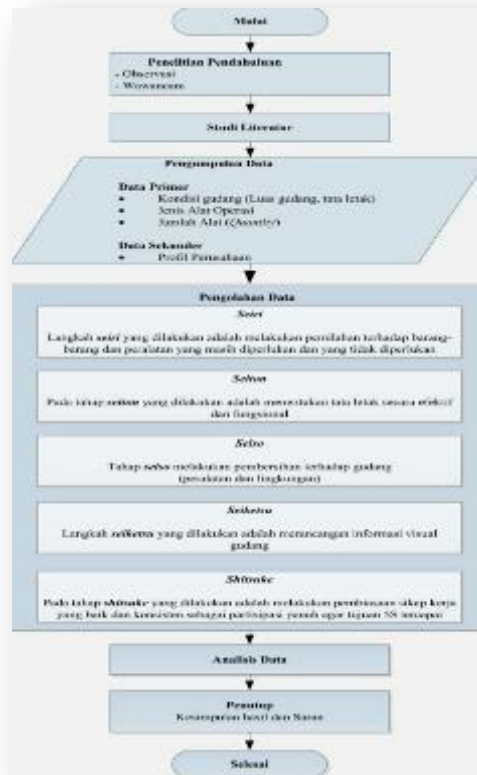 Mulai
Penelitian Pendahuluan
- Observasi
- Wawancara
Studi Literatur
Pengumpulan Data
Data Primer
• Kondisi gudang (Luas gudang, tata letak)
• Jenis Alat Operasi
• Jumlah Alat (Quantity)
Data Sekunder
• Profil Perusahaan
Pengolahan Data
Seiri
Langkah seiri yang dilakukan adalah melakukan pemilahan terhadap barang-
barang dan peralatan yang masih diperlukan dan yang tidak diperlukan
Seiton
Pada tahap seiton yang dilakukan adalah menentukan tata letak secara efektif
dan fungsional
Seiso
Tahap seiso melakukan pembersihan terhadap gudang
(peralatan dan lingkungan)
Seiketsu
Langkah seiketsu yang dilakukan adalah merancangan informasi visual
gudang
Shitsuke
Pada tahap shitsuke yang dilakukan adalah melakukan pembiasaan sikap kerja
yang baik dan konsisten sebagai partisipasi penuh agar tujuan 5S tercapai
Analisis Data
Penutup
Kesimpulan hasil dan Saran
Selesai